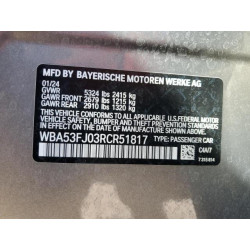 MFD BY BAYERISCHE MOTOREN WERKE AG
01/24
GVWR 5324 lbs 2415 kg
GAWR FRONT 2679 lbs 1215 kg
GAWR REAR 2910 lbs 1320 kg
THIS VEHICLE CONFORMS TO ALL APPLICABLE U.S. FEDERAL MOTOR
VEHICLE SAFETY, BUMPER AND THEFT PREVENTION STANDARDS
IN EFFECT ON THE DATE OF MANUFACTURE SHOWN ABOVE.
WBA53FJ03RCR51817 TYPE: PASSENGER CAR